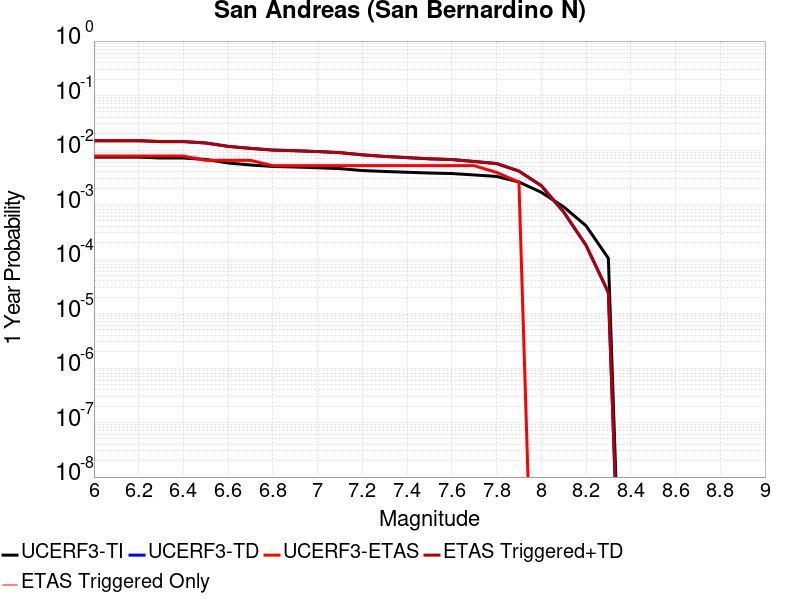 San Andreas (San Bernardino N)
10^0
10^-1
10^-2
10^-3
10^-4
10^-5
10^-6
10^-7
10^-8
1 Year Probability
6 6.2 6.4 6.6 6.8 7 7.2 7.4 7.6 7.8 8 8.2 8.4 8.6 8.8 9
Magnitude
UCERF3-TI UCERF3-TD UCERF3-ETAS ETAS Triggered+TD
ETAS Triggered Only